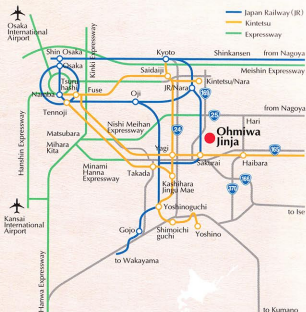 Osaka
International
Airport
Japan Railway (JR)
Kintetsu
Expressway
Kinki Expressway
Shin Osaka
Osaka
Kyoto
Shinkansen
from Nagoya
Meishin Expressway
Saidaiji
Tsuru
hashi
Namba
Fuse
Oji
JR/Nara
Kintetsu/Nara
169
from Nagoya
Tennoji
25
Hari
Nishi Meihan
Expressway
24
Ohmiwa
Jinja
Hanshin Expressway
Matsubara
Mihara
Kita
Yagi
165
Minami
Hanna
Expressway
Takada
Sakurai
Haibara
166
370
Kashihara
Jingu Mae
Kansai
International
Airport
Yoshinoguchi
to Ise
Gojo
Shimoichi
guchi
Yoshino
to Wakayama
Hanwa Expressway
to Kumano